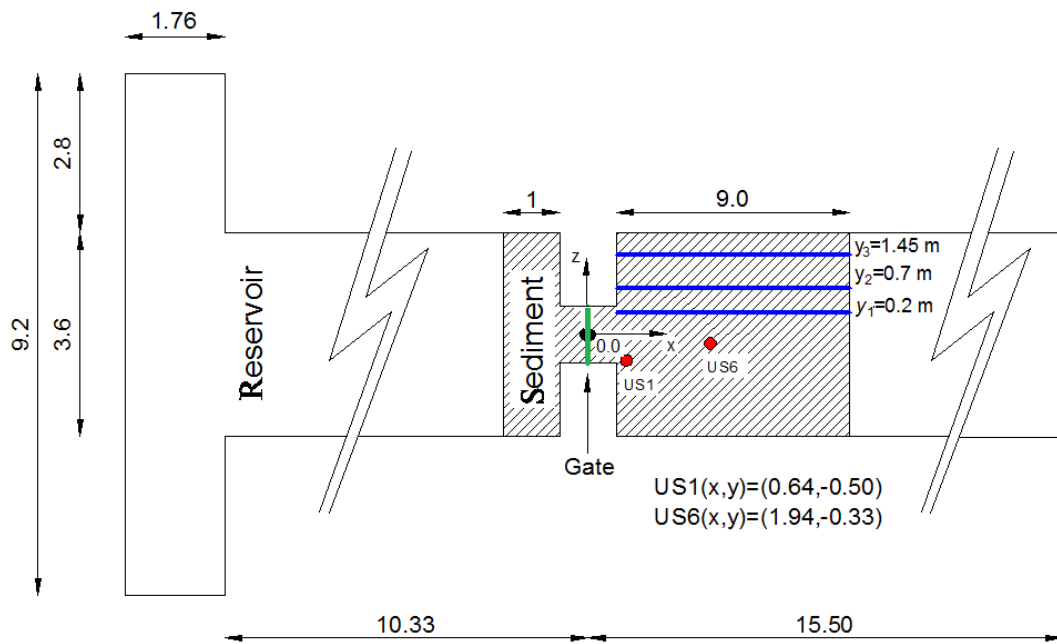 1.76
2.8
9.2
3.6
Reservoir
1
Sediment
9.0
z
y3=1.45 m
y2=0.7 m
y1=0.2 m
0.0
x
US1
US6
Gate
US1(x,y)=(0.64,-0.50)
US6(x,y)=(1.94,-0.33)
10.33
15.50